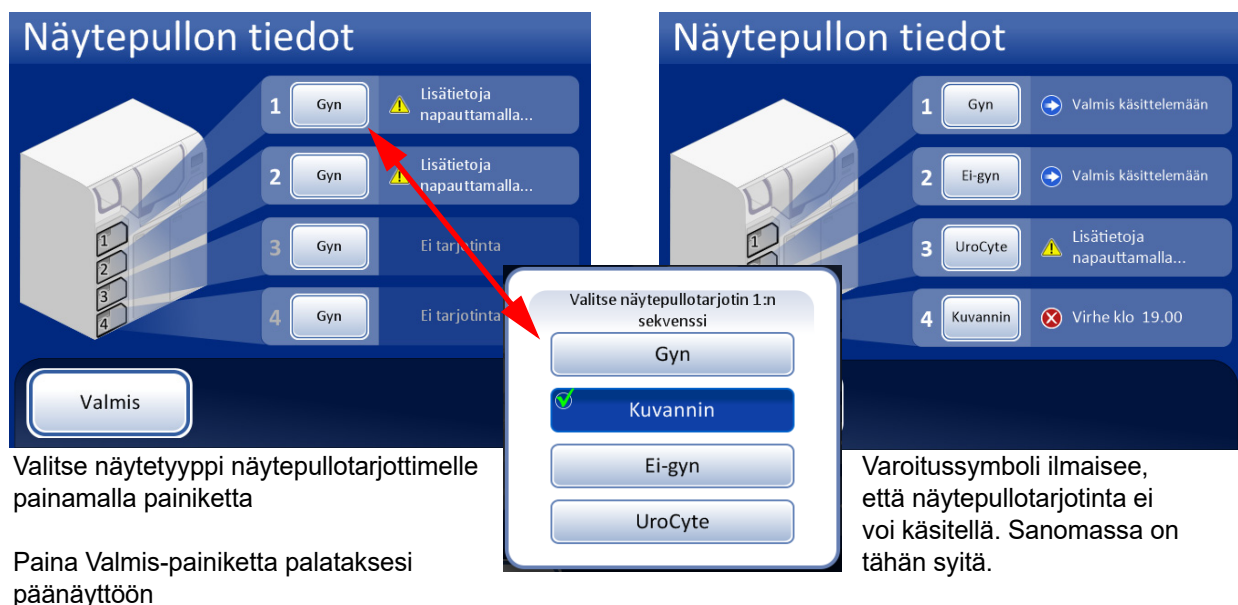 Näytepullon tiedot
1 Gyn Lisätietoja
napauttamalla...
2 Gyn Lisätietoja
napauttamalla...
3 Gyn Ei tarjotinta
4 Gyn Ei tarjotinta
1
2
3
4
Valmis
Valitse näytetyyppi näytepullotarjottimelle
painamalla painiketta
Paina Valmis-painiketta palataksesi
päänäyttöön
Valitse näytepullotarjotin 1:n
sekvenssi
Gyn
Kuvannin
Ei-gyn
UroCyte
Näytepullon tiedot
1 Gyn Valmis käsittelemään
2 Ei-gyn Valmis käsittelemään
3 UroCyte Lisätietoja
napauttamalla...
4 Kuvannin Virhe klo 19.00
1
Varoitussymboli ilmaisee,
että näytepullotarjotinta ei
voi käsitellä. Sanomassa on
tähän syitä.